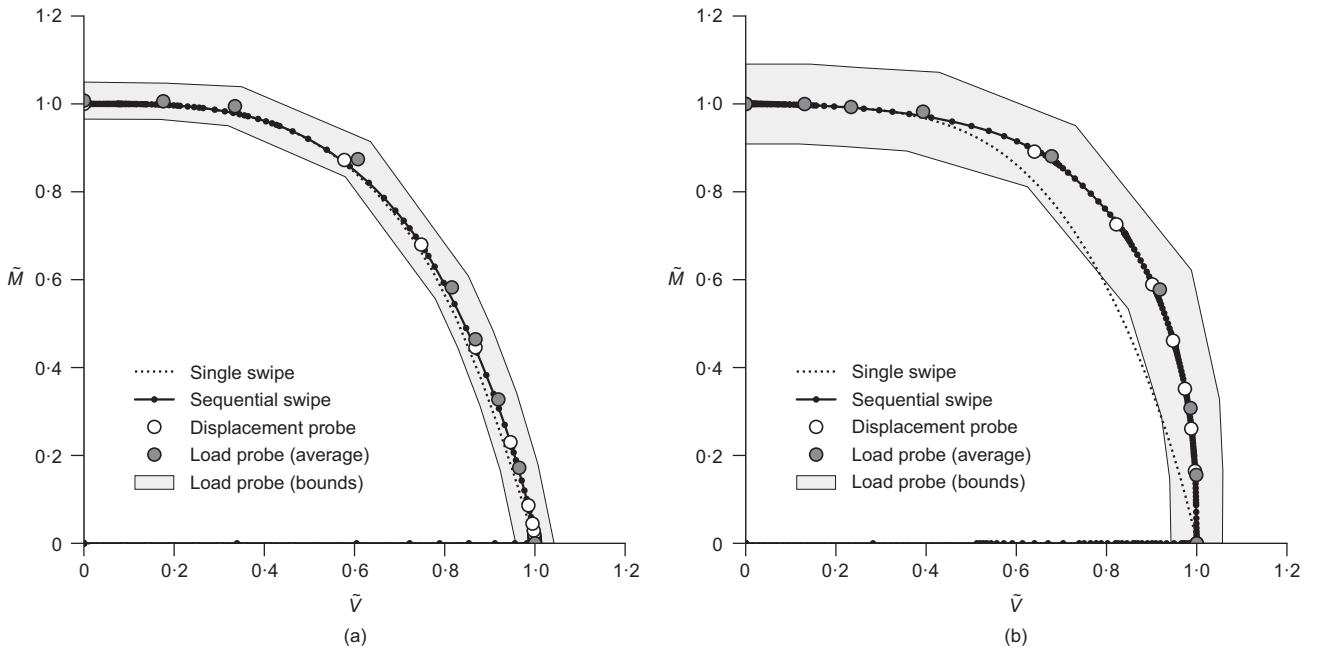 1·2
1·0
0·8
M̃ 0·6
0·4
0·2
0
0 0·2 0·4 0·6 0·8 1·0 1·2
Ṽ
(a)
Single swipe
Sequential swipe
Displacement probe
Load probe (average)
Load probe (bounds)
1·2
1·0
0·8
M̃ 0·6
0·4
0·2
0
0 0·2 0·4 0·6 0·8 1·0 1·2
Ṽ
(b)
Single swipe
Sequential swipe
Displacement probe
Load probe (average)
Load probe (bounds)